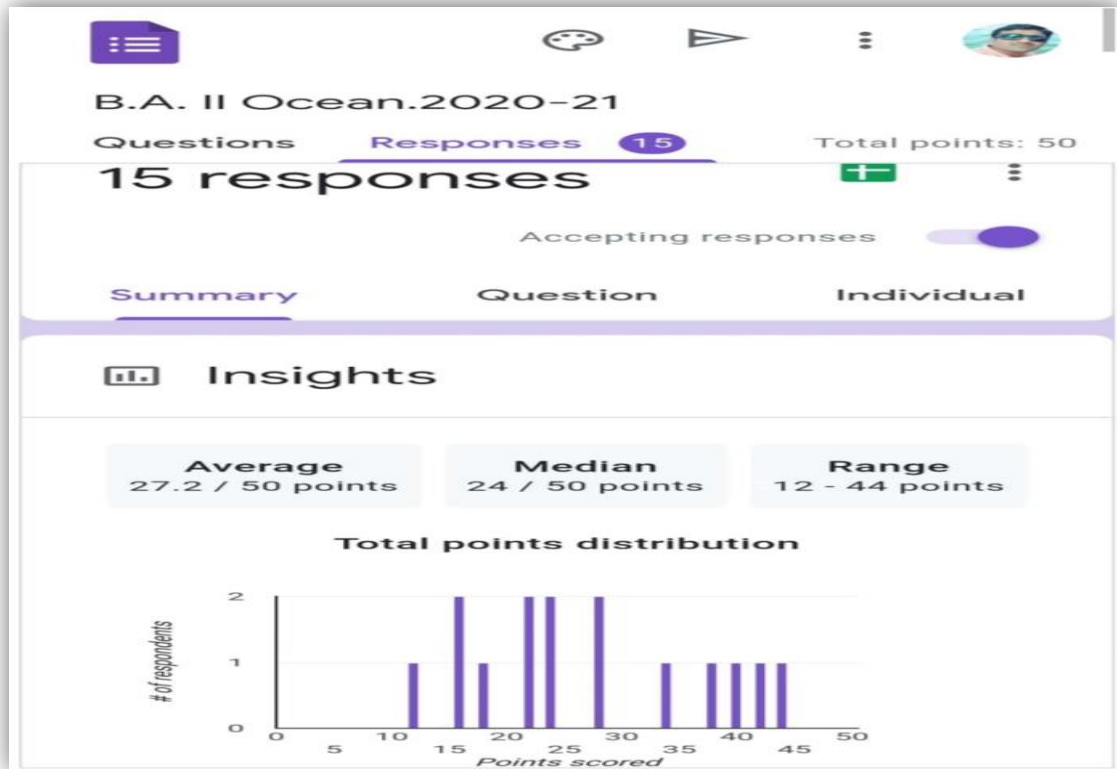 B.A. II Ocean.2020-21
Questions Responses 15 Total points: 50
15 responses
Accepting responses
Summary Question Individual
Insights
Average Median Range
27.2 / 50 points 24 / 50 points 12 - 44 points
Total points distribution
# of respondents
2
1
0
0 10 20 30 40 50
5 15 25 35 45
Points scored